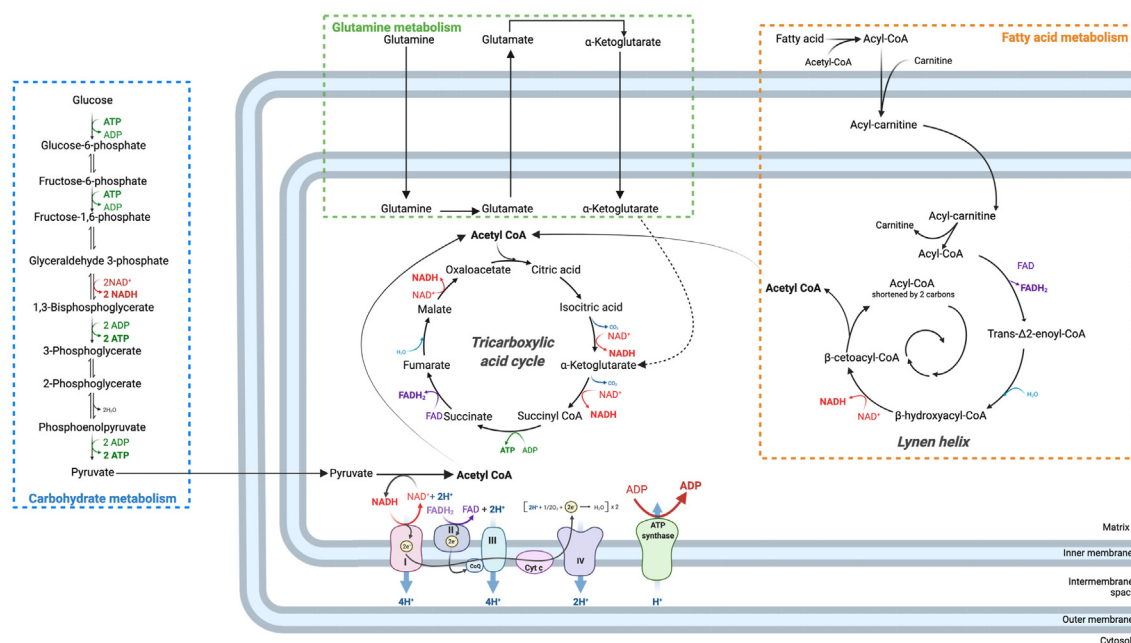 Glutamine metabolism
Glutamine
Glutamate
α-Ketoglutarate
Glutamine
Glutamate
α-Ketoglutarate
Fatty acid metabolism
Fatty acid
Acyl-CoA
Acetyl-CoA
Carnitine
Acyl-carnitine
Acyl-carnitine
Carnitine
Acyl-CoA
FAD
FADH₂
Acyl-CoA
shortened by 2 carbons
Acetyl CoA
Trans-Δ2-enoyl-CoA
β-cetoacyl-CoA
H₂O
NADH
NAD⁺
β-hydroxyacyl-CoA
Lynen helix
Glucose
ATP
ADP
Glucose-6-phosphate
Fructose-6-phosphate
ATP
ADP
Fructose-1,6-phosphate
Glyceraldehyde 3-phosphate
2NAD⁺
2 NADH
1,3-Bisphosphoglycerate
2 ADP
2 ATP
3-Phosphoglycerate
2-Phosphoglycerate
2H₂O
Phosphoenolpyruvate
2 ADP
2 ATP
Pyruvate
Carbohydrate metabolism
Acetyl CoA
Oxaloacetate
Citric acid
NADH
NAD⁺
Malate
Isocitric acid
CO₂
NAD⁺
NADH
Tricarboxylic
acid cycle
H₂O
Fumarate
α-Ketoglutarate
CO₂
NAD⁺
NADH
FADH₂
FAD
Succinate
Succinyl CoA
ATP
ADP
Pyruvate
Acetyl CoA
NADH
NAD⁺ + 2H⁺
FADH₂
FAD + 2H⁺
[2H⁺ + 1/2O₂ + 2e⁻ → H₂O] x 2
ADP
ADP
ATP
synthase
2e⁻
I
II
2e⁻
CoQ
III
Cyt c
IV
4H⁺
4H⁺
2H⁺
H⁺
Matrix
Inner membrane
Intermembrane
space
Outer membrane
Cytosol